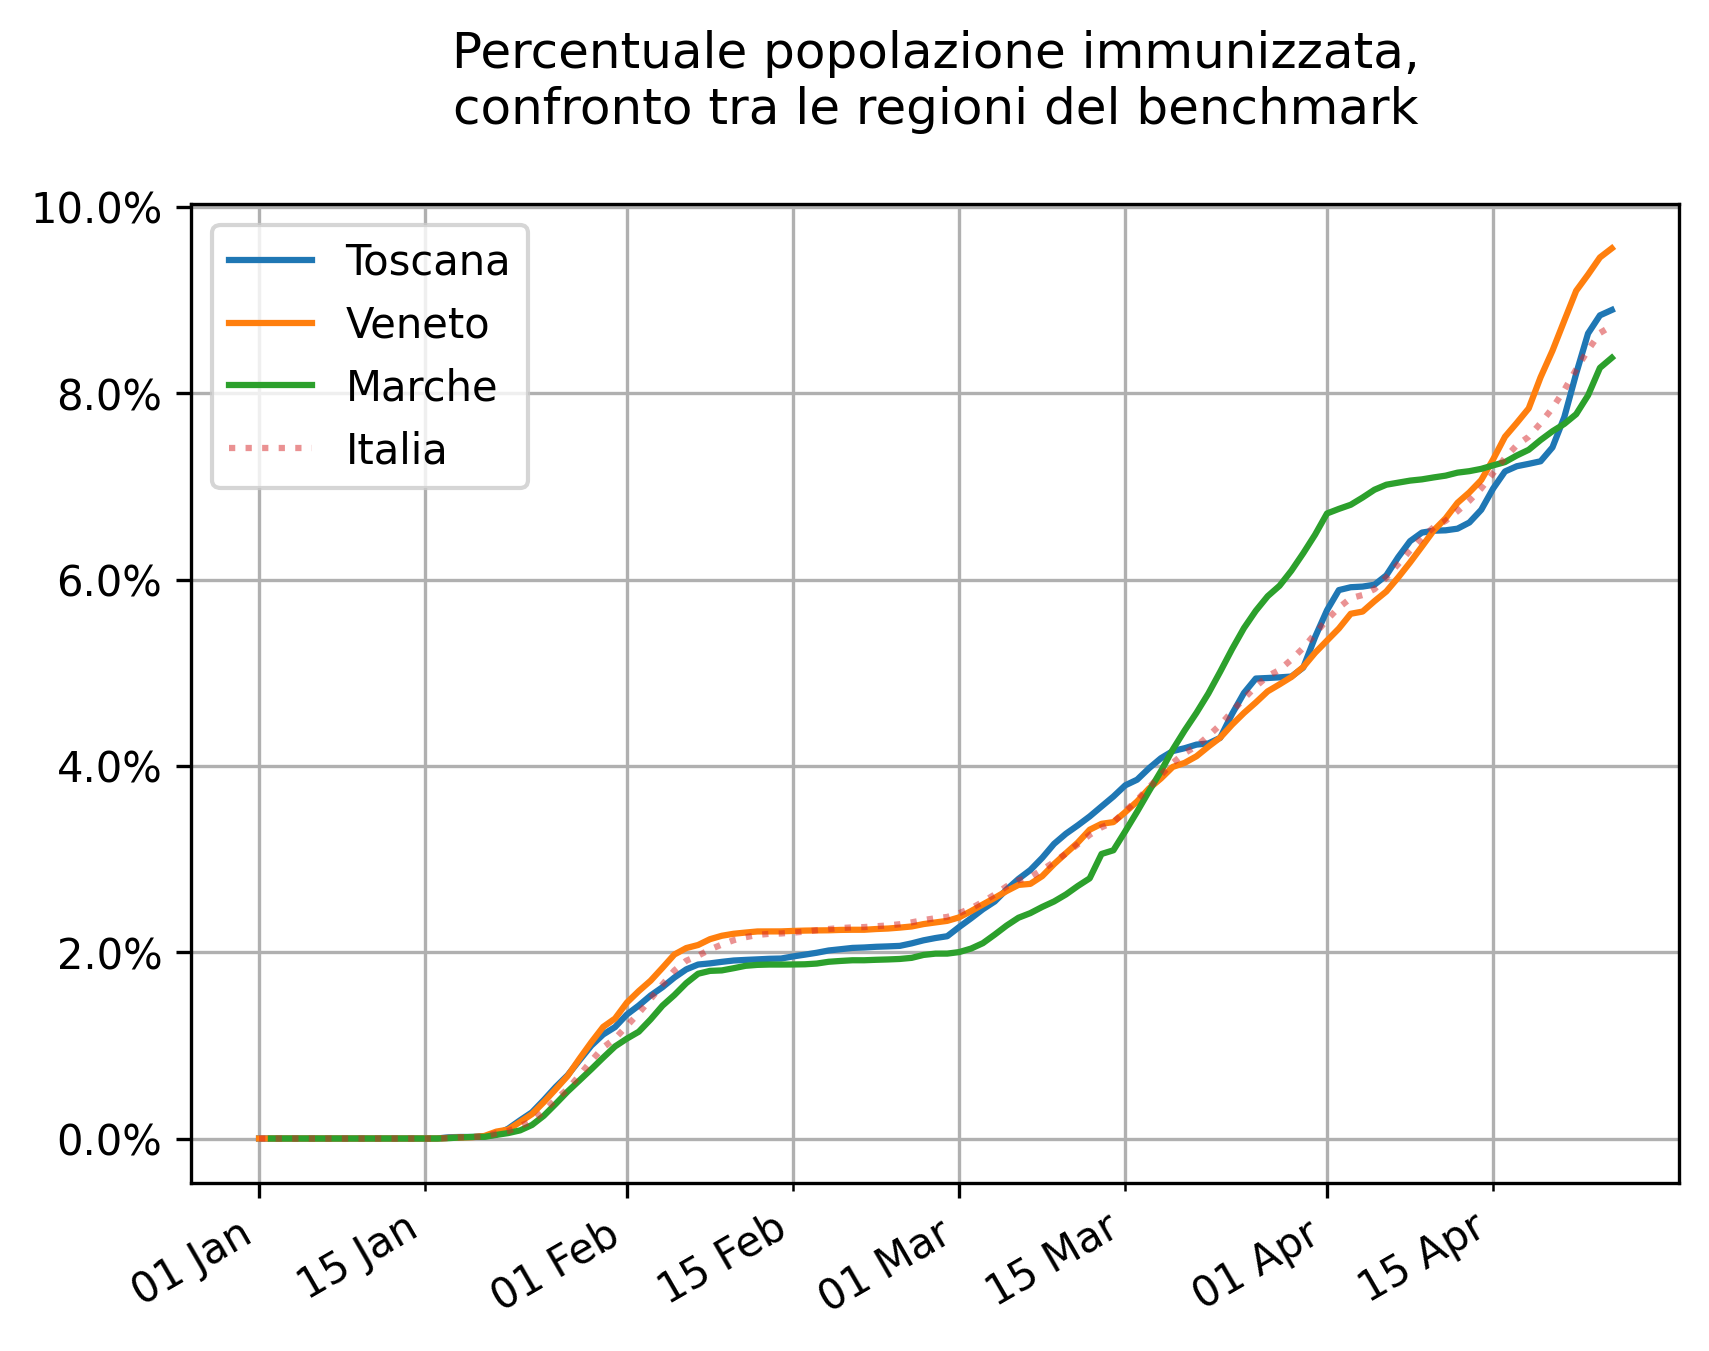 Percentuale popolazione immunizzata,
confronto tra le regioni del benchmark
10.0%
8.0%
6.0%
4.0%
2.0%
0.0%
Toscana
Veneto
Marche
Italia
01 Jan
15 Jan
01 Feb
15 Feb
01 Mar
15 Mar
01 Apr
15 Apr